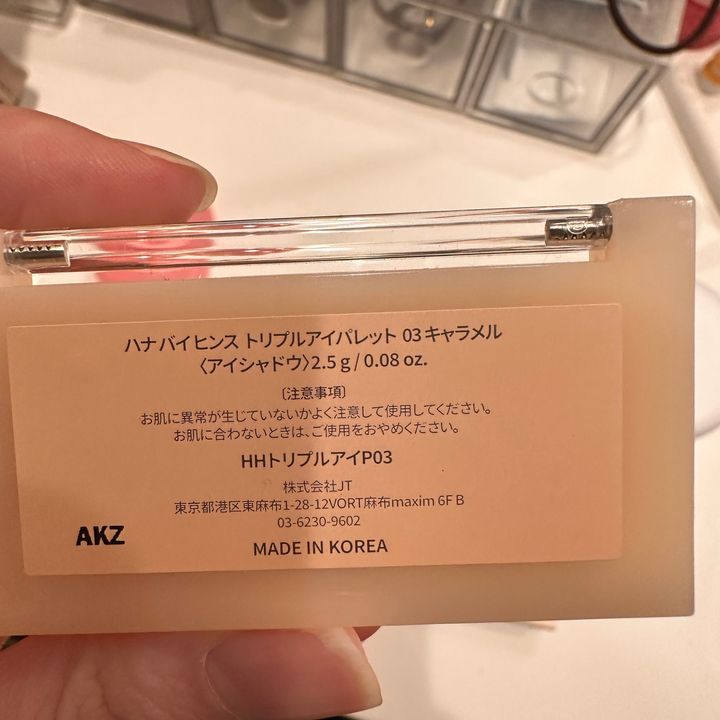 ハナ バイ ヒンス トリプルアイパレット 03 キャラメル
〈アイシャドウ〉2.5 g / 0.08 oz.
〔注意事項〕
お肌に異常が生じていないかよく注意して使用してください。
お肌に合わないときは、ご使用をおやめください。
HHトリプルアイP03
株式会社JT
東京都港区東麻布1-28-12VORT麻布maxim 6F B
03-6230-9602
AKZ
MADE IN KOREA